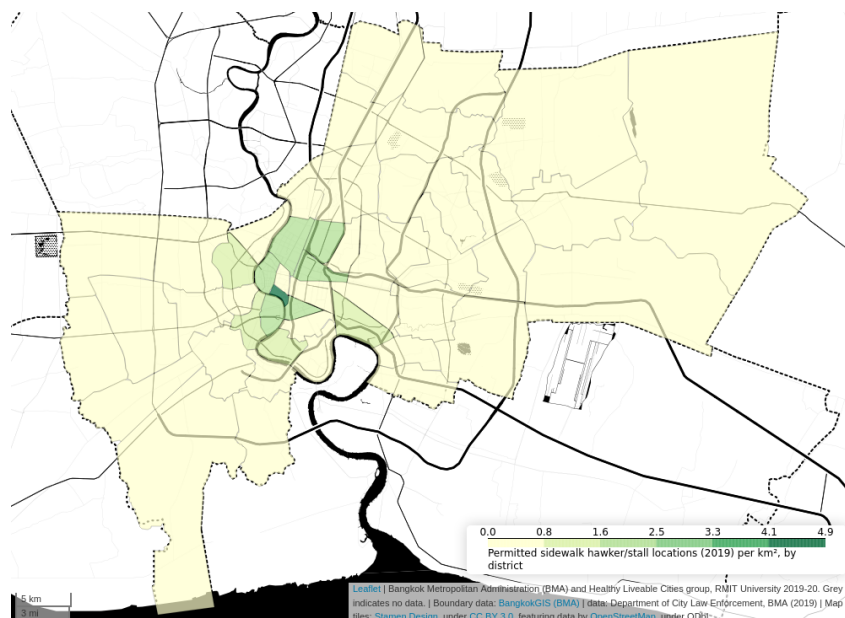 0.0 0.8 1.6 2.5 3.3 4.1 4.9
Permitted sidewalk hawker/stall locations (2019) per km², by
district
5 km
3 mi
Leaflet | Bangkok Metropolitan Administration (BMA) and Healthy Liveable Cities group, RMIT University 2019-20. Grey
indicates no data. | Boundary data: BangkokGIS (BMA) | data: Department of City Law Enforcement, BMA (2019) | Map
tiles: Stamen Design, under CC BY 3.0, featuring data by OpenStreetMap, under ODbL